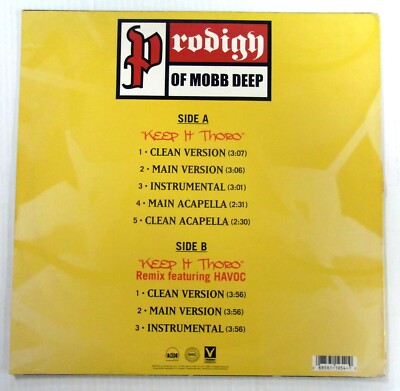 Prodigy
OF MOBB DEEP
SIDE A
"KEEP IT THORO"
1 • CLEAN VERSION (3:07)
2 • MAIN VERSION (3:06)
3 • INSTRUMENTAL (3:01)
4 • MAIN ACAPELLA (2:31)
5 • CLEAN ACAPELLA (2:30)
SIDE B
"KEEP IT THORO"
Remix featuring HAVOC
1 • CLEAN VERSION (3:56)
2 • MAIN VERSION (3:56)
3 • INSTRUMENTAL (3:56)